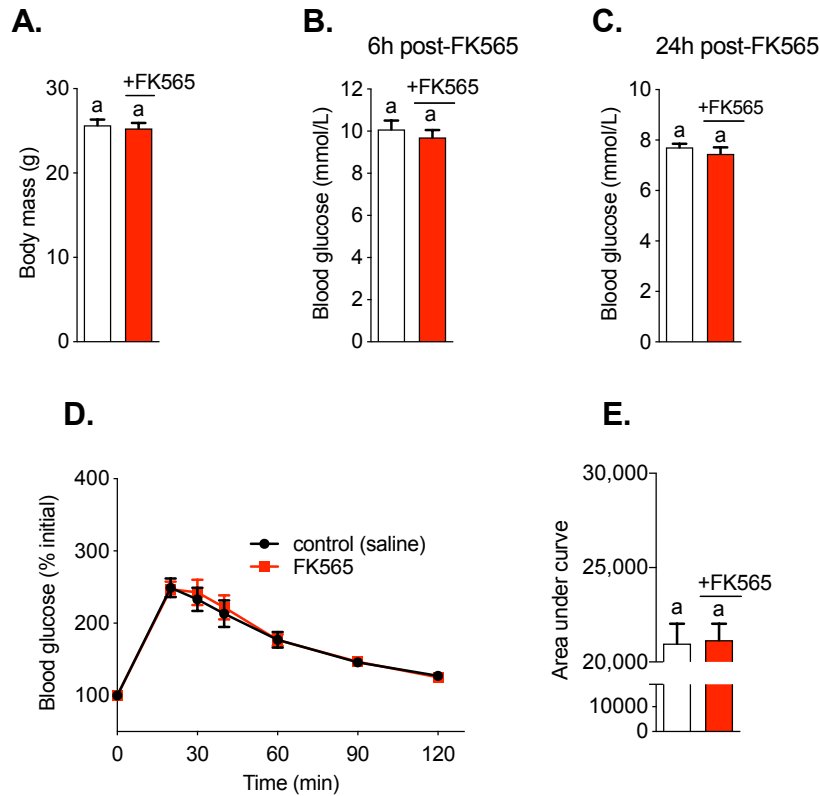 A.
B.
C.
6h post-FK565
24h post-FK565
+FK565
a
a
30
20
10
0
Body mass (g)
+FK565
a
a
12
10
8
6
4
2
0
Blood glucose (mmol/L)
+FK565
a
a
10
8
6
4
2
0
Blood glucose (mmol/L)
D.
E.
400
300
200
100
Blood glucose (% initial)
control (saline)
FK565
0
30
60
90
120
Time (min)
30,000
25,000
20,000
10000
0
Area under curve
+FK565
a
a